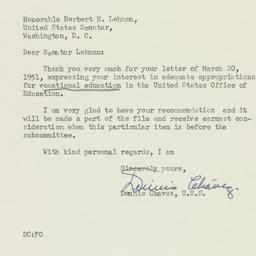 Honorable Herbert H. Lehman,
United States Senator,
Washington, D. C.
Dear Senator Lehman:
Thank you very much for your letter of March 20,
1951, expressing your interest in adequate appropriations
for vocational education in the United States Office of
Education.
I am very glad to have your recommendation and it
will be made a part of the file and receive earnest con-
sideration when this particular item is before the
subcommittee.
With kind personal regards, I am
Sincerely yours,
Dennis Chávez.
Dennis Chavez, U.S.S.
DC:FO